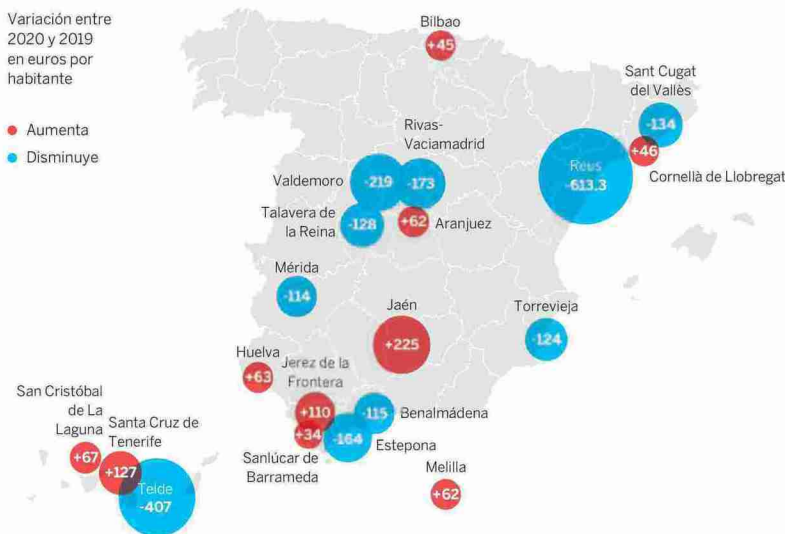 Variación entre
2020 y 2019
en euros por
habitante
Aumenta
Disminuye
Bilbao
+45
Sant Cugat
del Vallès
-134
+46
Cornellà de Llobregat
Reus
-613.3
Rivas-
Vaciamadrid
Valdemoro
-219
-173
Talavera de
la Reina
-128
+62
Aranjuez
Mérida
-114
Jaén
+225
Torrevieja
-124
Huelva
+63
Jerez de la
Frontera
+110
-115
Benalmádena
+34
-164
Estepona
Sanlúcar de
Barrameda
Melilla
+62
San Cristóbal
de La
Laguna
+67
Santa Cruz de
Tenerife
+127
Telde
-407